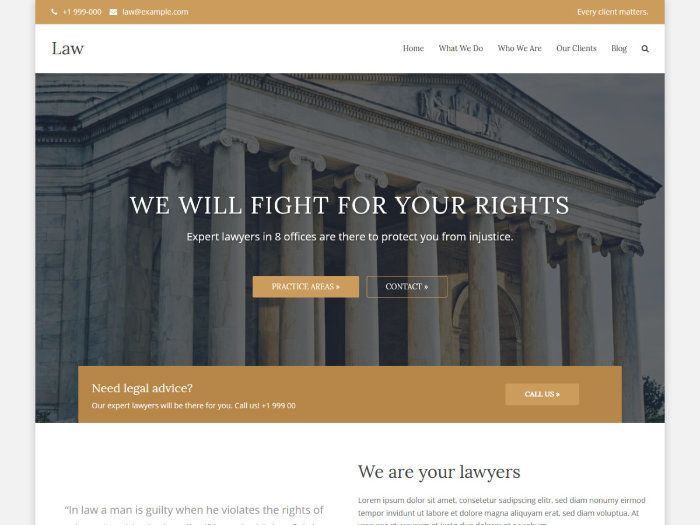 +1 999-000 law@example.com Every client matters.
Law Home What We Do Who We Are Our Clients Blog
WE WILL FIGHT FOR YOUR RIGHTS
Expert lawyers in 8 offices are there to protect you from injustice.
PRACTICE AREAS » CONTACT »
Need legal advice?
Our expert lawyers will be there for you. Call us! +1 999 00
CALL US »
We are your lawyers
“In law a man is guilty when he violates the rights of
Lorem ipsum dolor sit amet, consetetur sadipscing elitr, sed diam nonumy eirmod
tempor invidunt ut labore et dolore magna aliquyam erat, sed diam voluptua. At